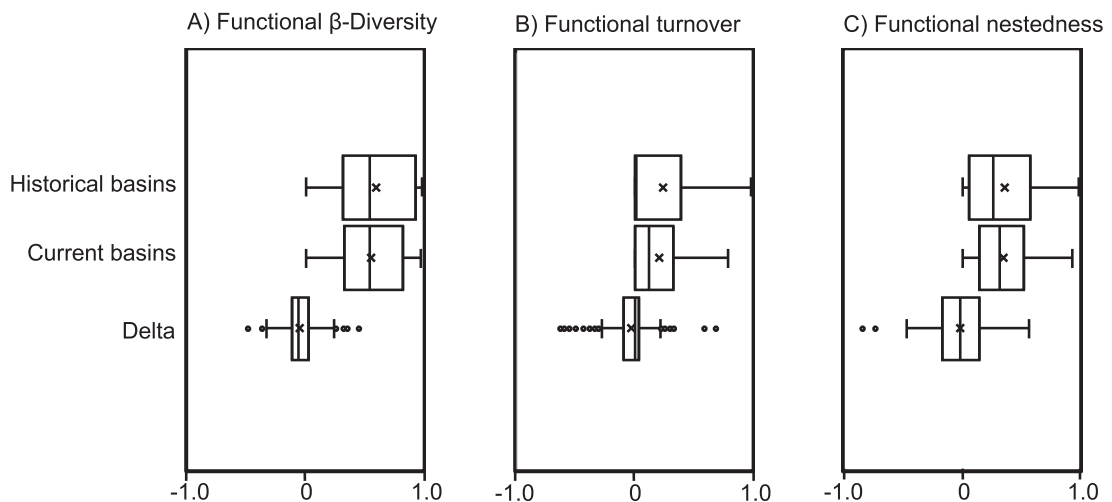 A) Functional β-Diversity
B) Functional turnover
C) Functional nestedness
Historical basins
Current basins
Delta
-1.0 0 1.0 -1.0 0 1.0 -1.0 0 1.0